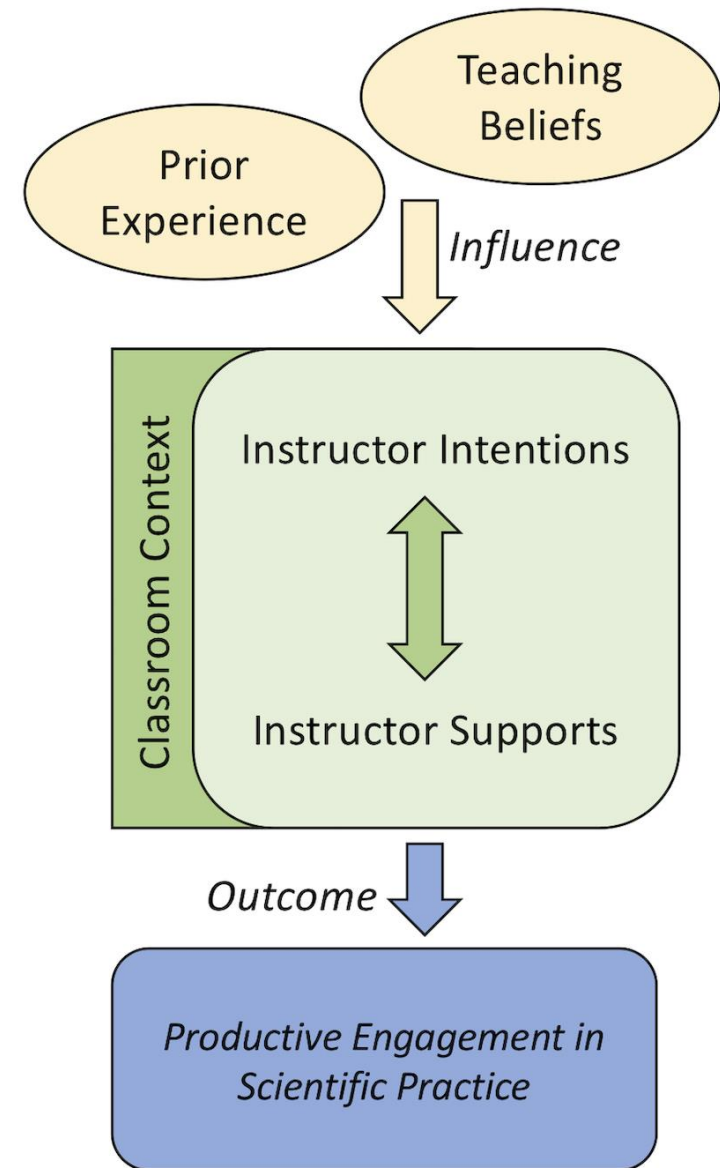 Teaching
Beliefs
Prior
Experience
Influence
Classroom Context
Instructor Intentions
Instructor Supports
Outcome
Productive Engagement in
Scientific Practice